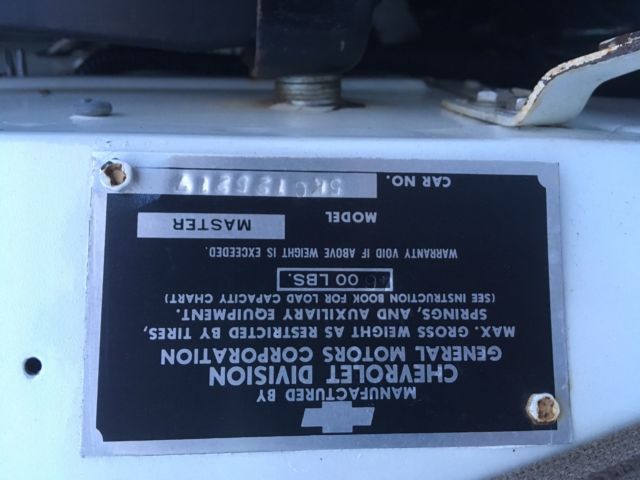 MANUFACTURED BY
CHEVROLET DIVISION
GENERAL MOTORS CORPORATION
MAX. GROSS WEIGHT AS RESTRICTED BY TIRES,
SPRINGS, AND AUXILIARY EQUIPMENT.
(SEE INSTRUCTION BOOK FOR LOAD CAPACITY CHART)
00 LBS.
WARRANTY VOID IF ABOVE WEIGHT IS EXCEEDED.
MODEL MASTER
CAR NO.